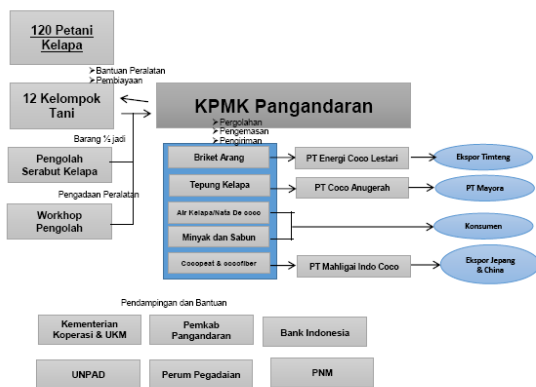 120 Petani
Kelapa
➤Bantuan Peralatan
➤Pembiayaan
12 Kelompok
Tani
KPMK Pangandaran
➤Pergolahan
➤Pengemasan
➤Pengiriman
Barang ½ jadi
Pengolah
Serabut Kelapa
Pengadaan Peralatan
Workhop
Pengolah
Briket Arang
PT Energi Coco Lestari
Ekspor Timteng
Tepung Kelapa
PT Coco Anugerah
PT Mayora
Air Kelapa/Nata De coco
Minyak dan Sabun
Konsumen
Cocopeat & cocofiber
PT Mahligai Indo Coco
Ekspor Jepang
& China
Pendampingan dan Bantuan
Kementerian
Koperasi & UKM
Pemkab
Pangandaran
Bank Indonesia
UNPAD
Perum Pegadaian
PNM